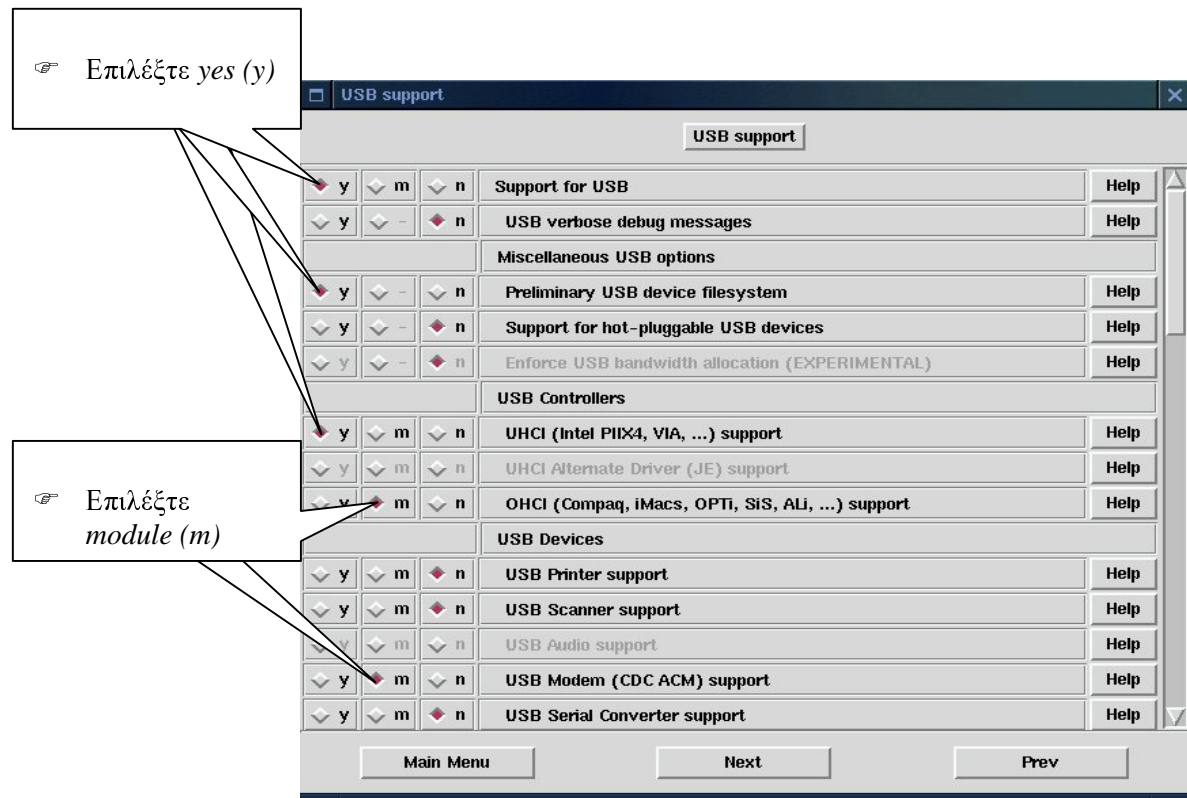 ☞ Επιλέξτε yes (y)
USB support
USB support
y m n Support for USB Help
y - n USB verbose debug messages Help
Miscellaneous USB options
y - n Preliminary USB device filesystem Help
y - n Support for hot-pluggable USB devices Help
y - n Enforce USB bandwidth allocation (EXPERIMENTAL) Help
USB Controllers
y m n UHCI (Intel PIIX4, VIA, ...) support Help
y m n UHCI Alternate Driver (JE) support Help
☞ Επιλέξτε
module (m)
y m n OHCI (Compaq, iMacs, OPTi, SiS, ALi, ...) support Help
USB Devices
y m n USB Printer support Help
y m n USB Scanner support Help
y m n USB Audio support Help
y m n USB Modem (CDC ACM) support Help
y m n USB Serial Converter support Help
Main Menu Next Prev